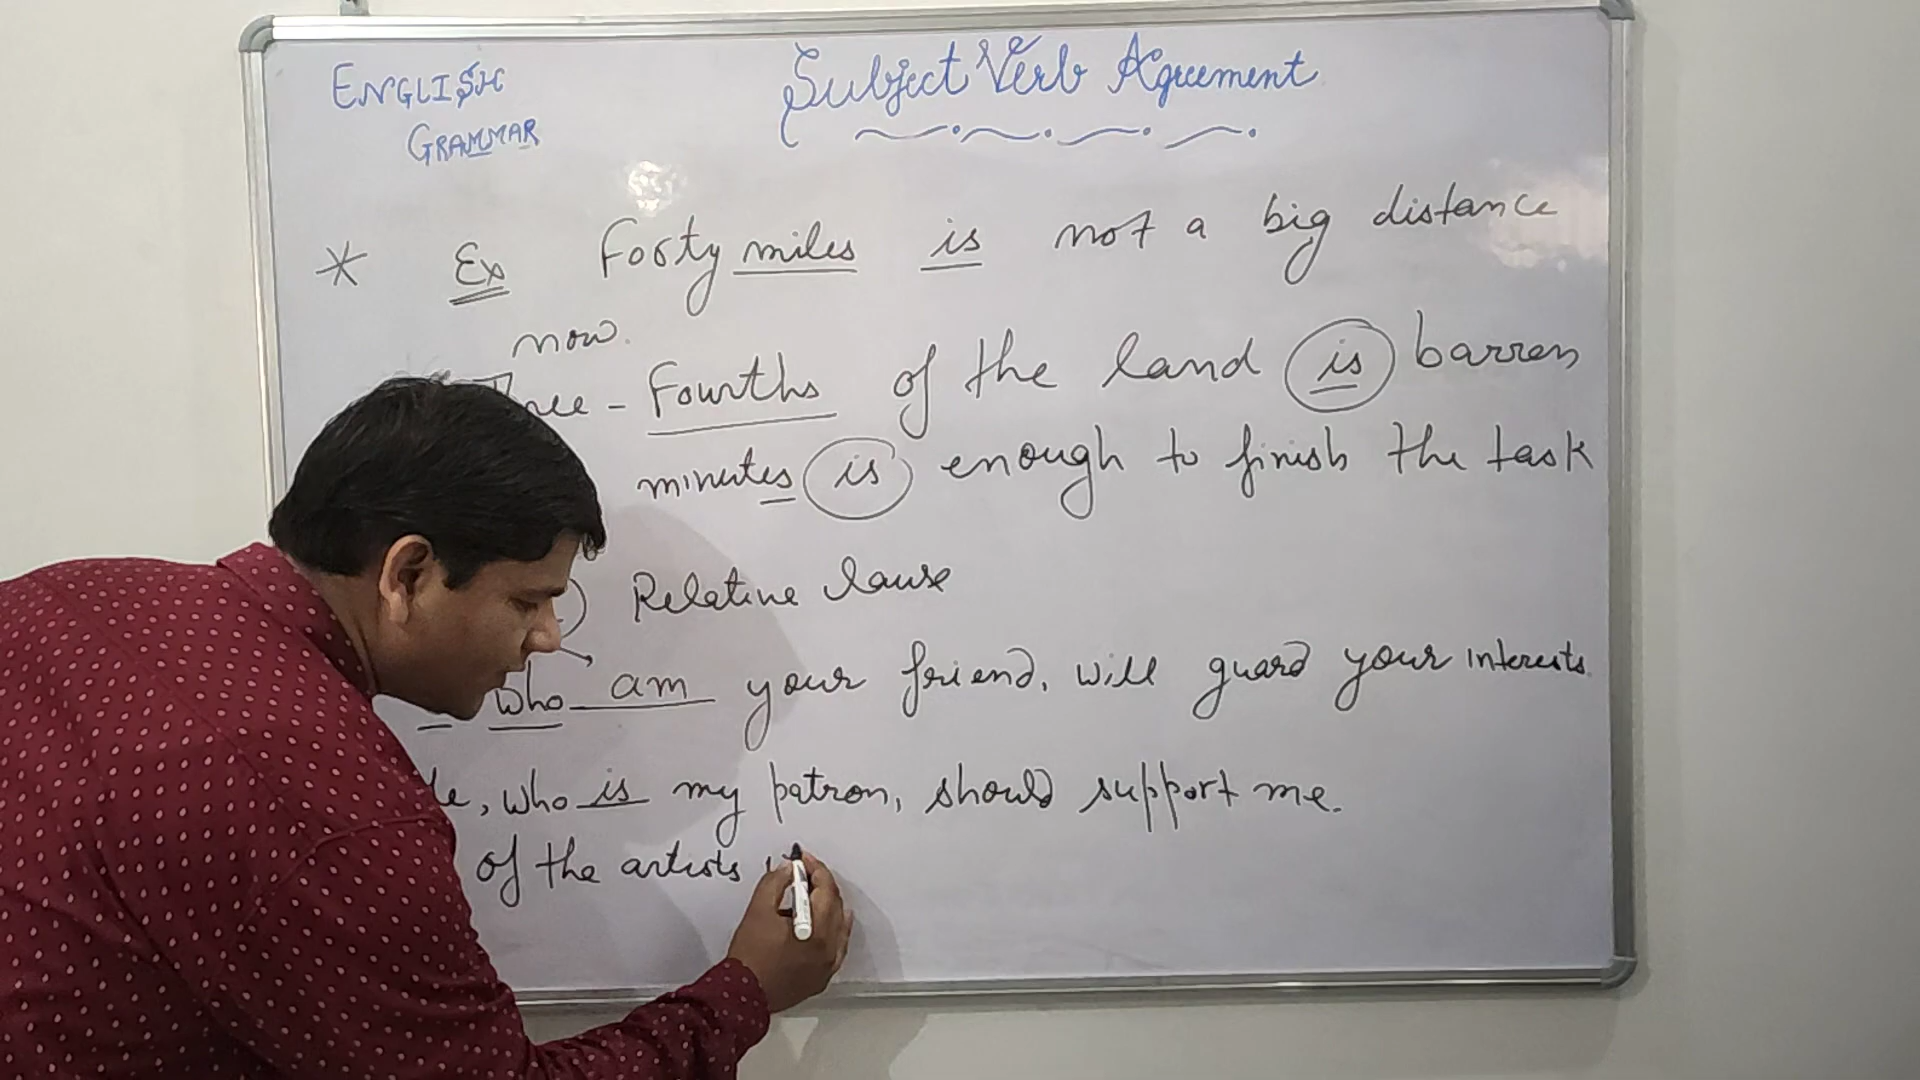 ENGLISH
GRAMMAR
Subject Verb Agreement
* Ex Forty miles is not a big distance
now.
Three-Fourths of the land is barren
minutes is enough to finish the task
Relative lause
who am your friend, will guard your interests.
, who is my patron, should support me.
of the artists